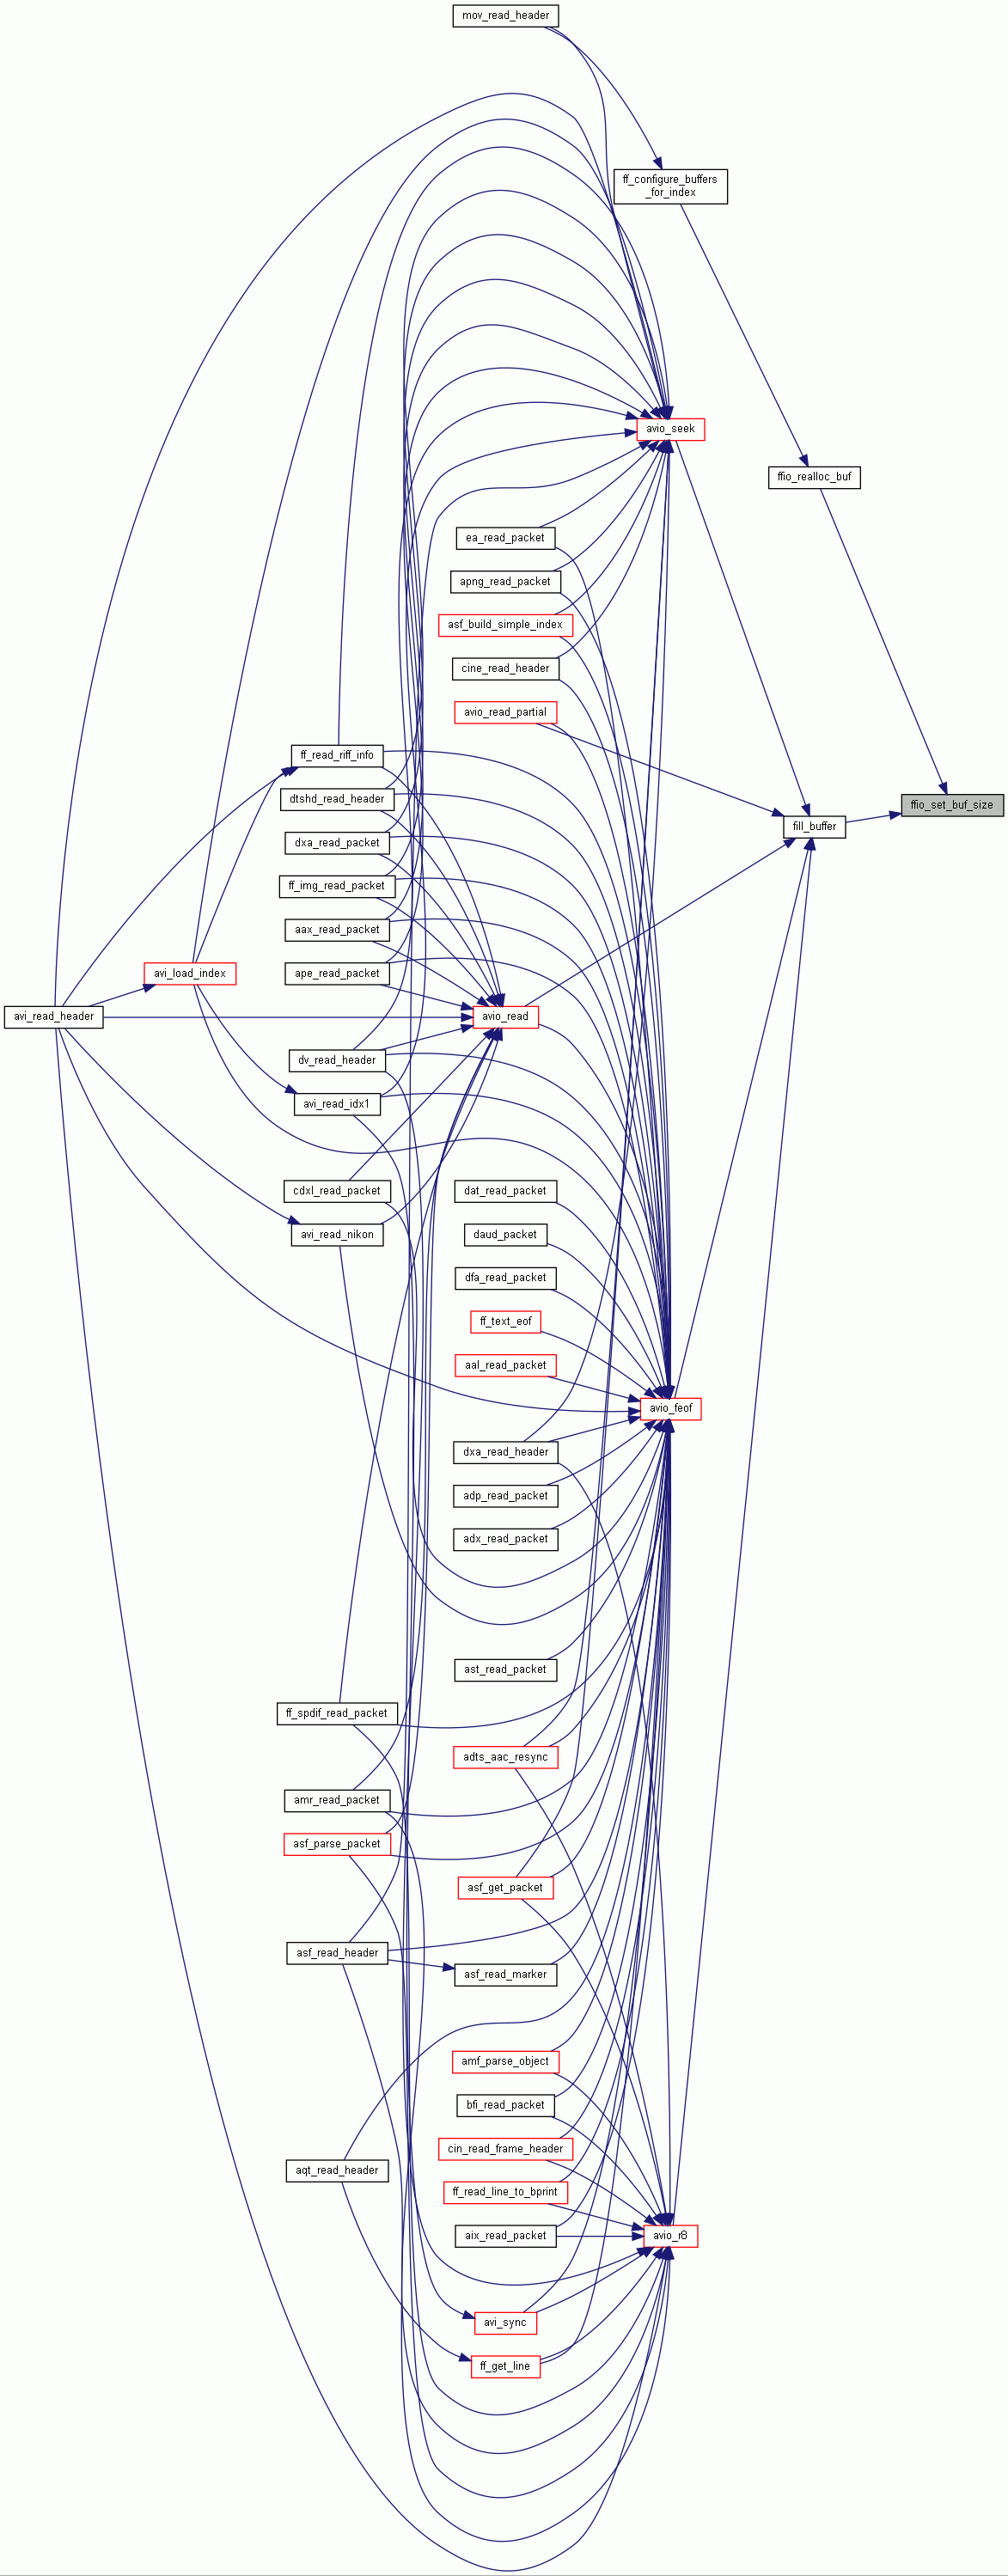 mov_read_header
ff_configure_buffers
_for_index
avio_seek
ffio_realloc_buf
ea_read_packet
apng_read_packet
asf_build_simple_index
cine_read_header
avio_read_partial
ff_read_riff_info
dtshd_read_header
ffio_set_buf_size
fill_buffer
dxa_read_packet
ff_img_read_packet
aax_read_packet
ape_read_packet
avi_load_index
avi_read_header
avio_read
dv_read_header
avi_read_idx1
cdxl_read_packet
dat_read_packet
avi_read_nikon
daud_packet
dfa_read_packet
ff_text_eof
aal_read_packet
avio_feof
dxa_read_header
adp_read_packet
adx_read_packet
ast_read_packet
ff_spdif_read_packet
adts_aac_resync
amr_read_packet
asf_parse_packet
asf_get_packet
asf_read_header
asf_read_marker
amf_parse_object
bfi_read_packet
cin_read_frame_header
aqt_read_header
ff_read_line_to_bprint
aix_read_packet
avio_r8
avi_sync
ff_get_line